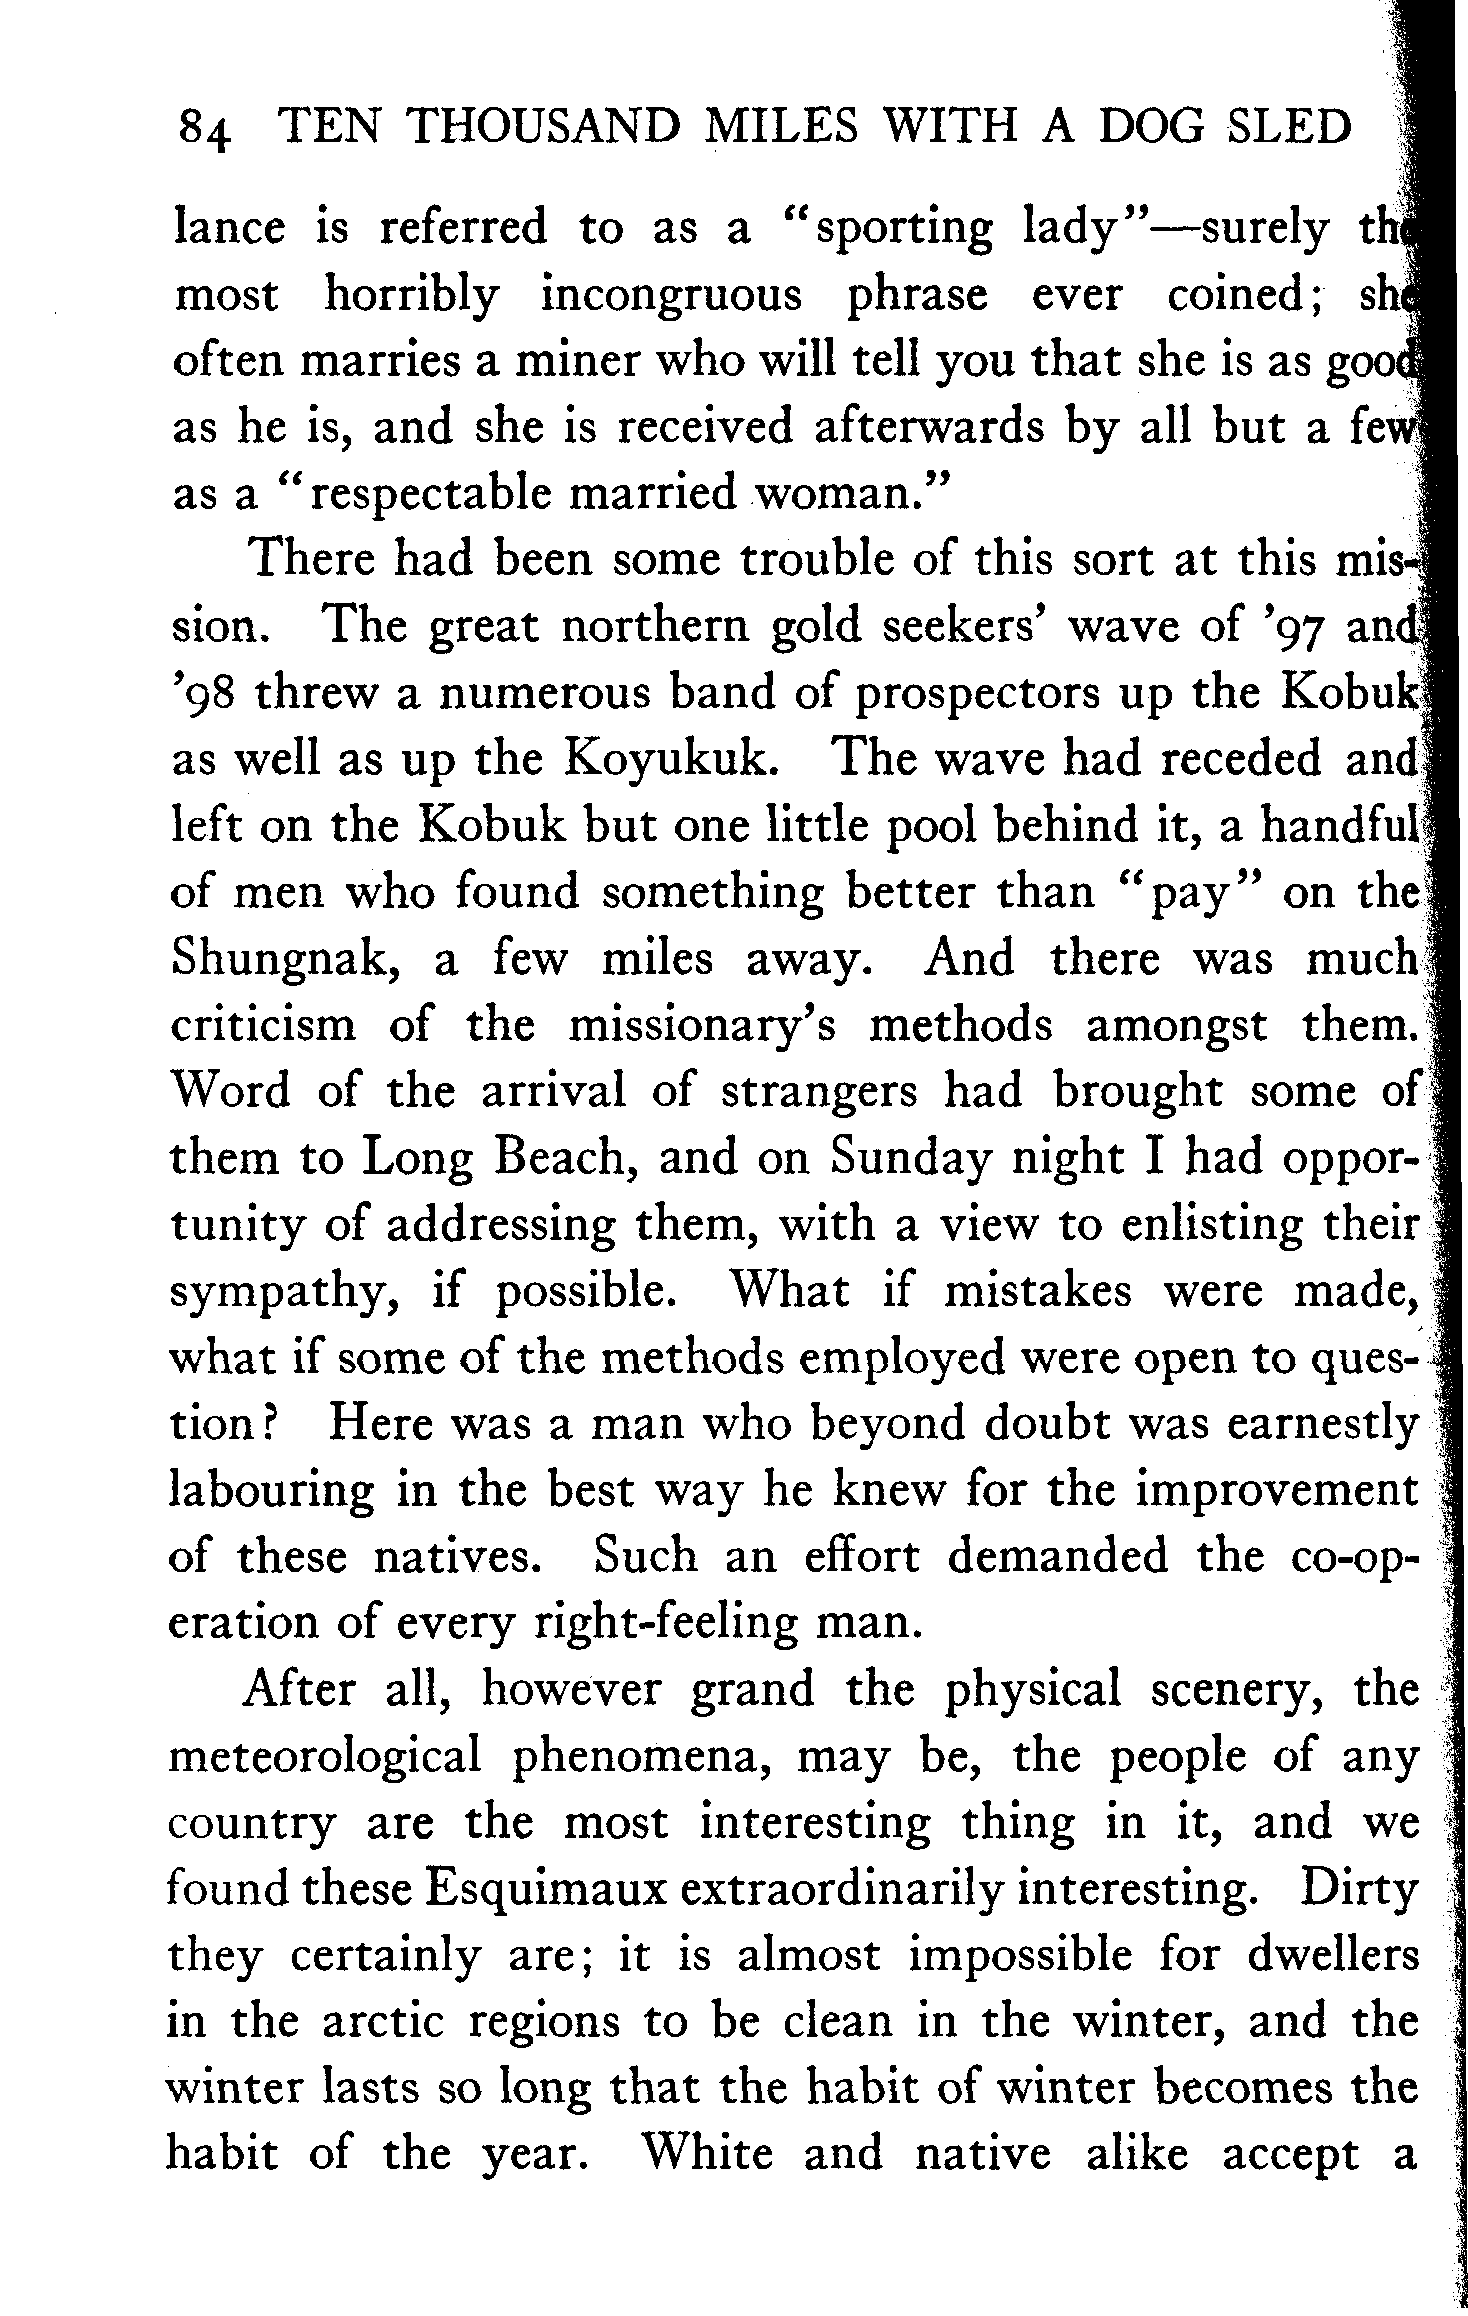 84 TEN THOUSAND MILES WITH A DOG SLED
lance is referred to as a "sporting lady"—surely the
most horribly incongruous phrase ever coined; she
often marries a miner who will tell you that she is as good
as he is, and she is received afterwards by all but a few
as a "respectable married woman."
There had been some trouble of this sort at this mis-
sion. The great northern gold seekers' wave of '97 and
'98 threw a numerous band of prospectors up the Kobuk
as well as up the Koyukuk. The wave had receded and
left on the Kobuk but one little pool behind it, a handful
of men who found something better than "pay" on the
Shungnak, a few miles away. And there was much
criticism of the missionary's methods amongst them.
Word of the arrival of strangers had brought some of
them to Long Beach, and on Sunday night I had oppor-
tunity of addressing them, with a view to enlisting their
sympathy, if possible. What if mistakes were made,
what if some of the methods employed were open to ques-
tion? Here was a man who beyond doubt was earnestly
labouring in the best way he knew for the improvement
of these natives. Such an effort demanded the co-op-
eration of every right-feeling man.
After all, however grand the physical scenery, the
meteorological phenomena, may be, the people of any
country are the most interesting thing in it, and we
found these Esquimaux extraordinarily interesting. Dirty
they certainly are; it is almost impossible for dwellers
in the arctic regions to be clean in the winter, and the
winter lasts so long that the habit of winter becomes the
habit of the year. White and native alike accept a